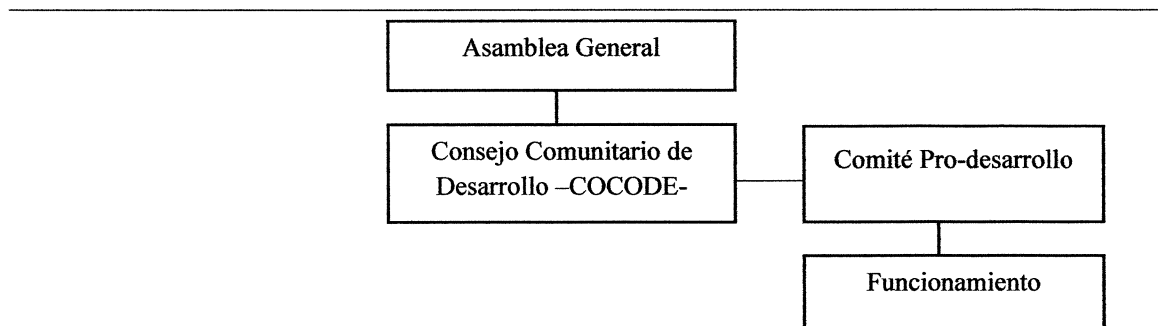 Asamblea General
Consejo Comunitario de
Desarrollo –COCODE-
Comité Pro-desarrollo
Funcionamiento